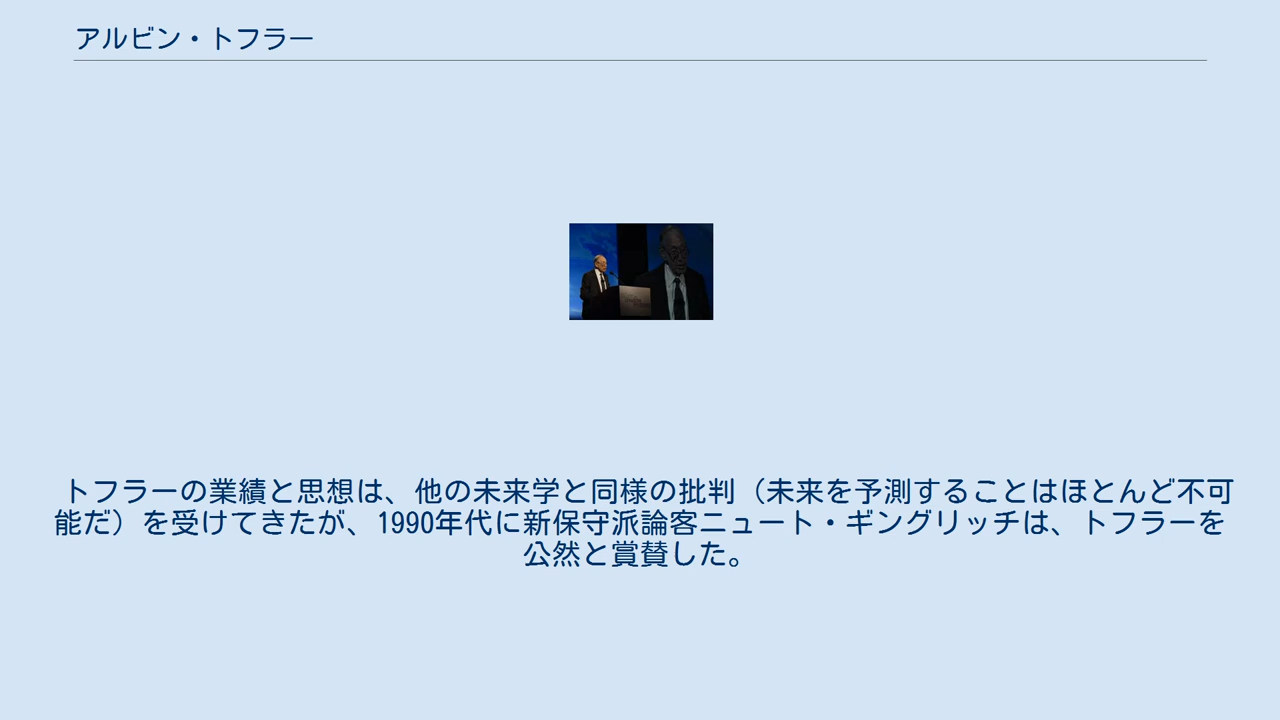 アルビン・トフラー
トフラーの業績と思想は、他の未来学と同様の批判（未来を予測することはほとんど不可
能だ）を受けてきたが、1990年代に新保守派論客ニュート・ギングリッチは、トフラーを
公然と賞賛した。